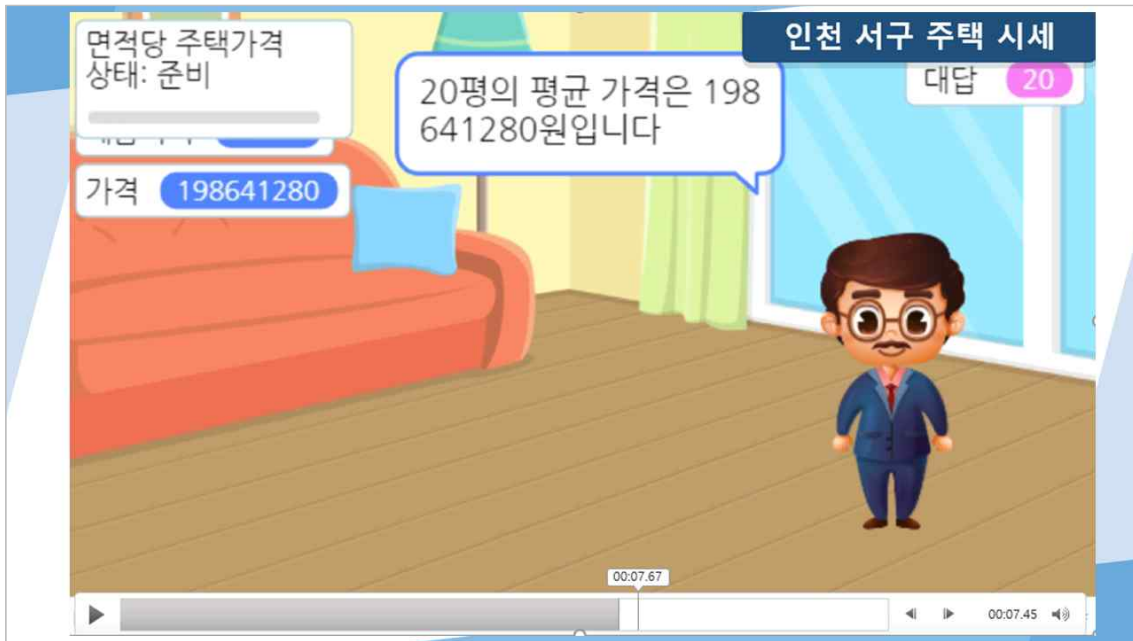 인천 서구 주택 시세
면적당 주택가격
상태: 준비
대답 20
20평의 평균 가격은 198
641280원입니다
가격 198641280
00:07.67
00:07.45